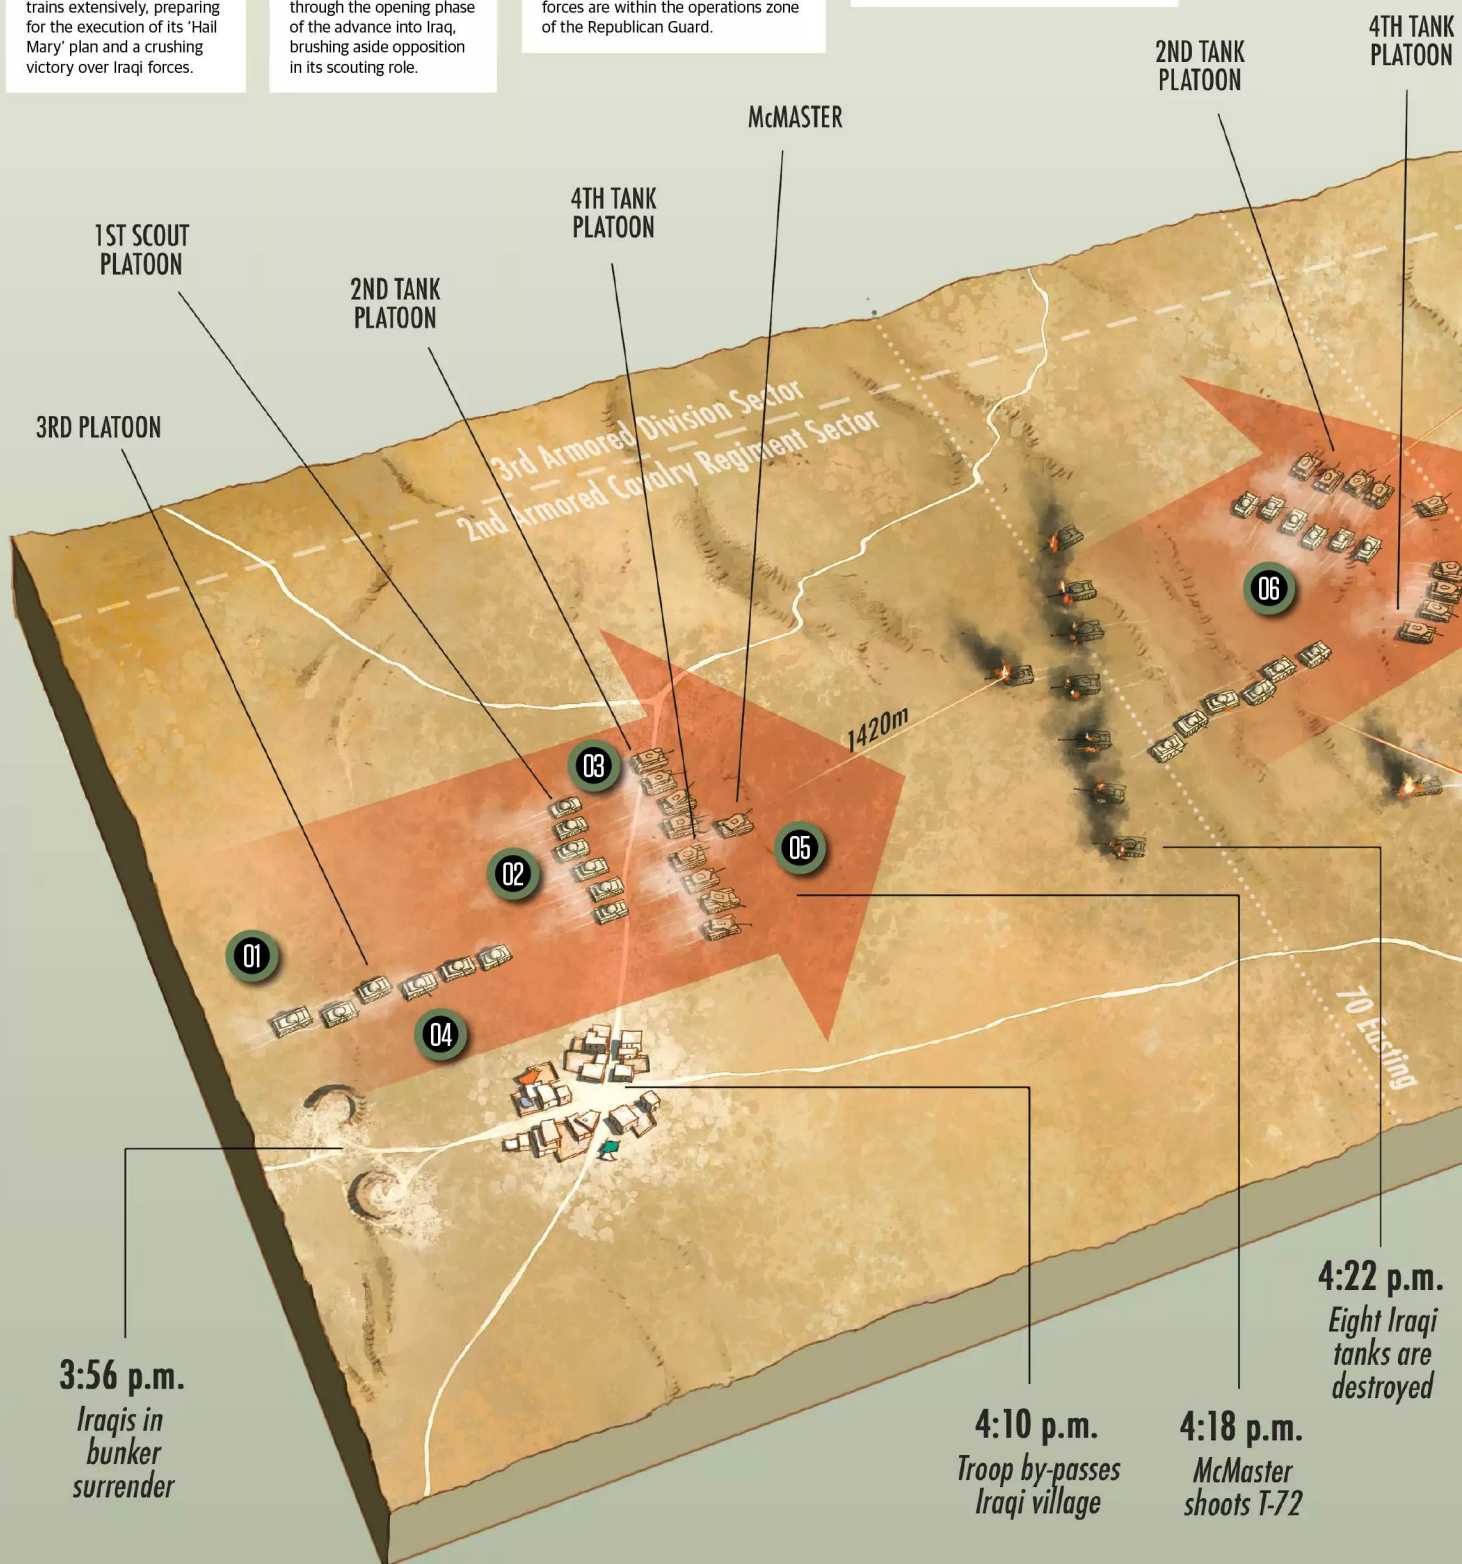 trains extensively, preparing
for the execution of its 'Hail
Mary' plan and a crushing
victory over Iraqi forces.
through the opening phase
of the advance into Iraq,
brushing aside opposition
in its scouting role.
forces are within the operations zone
of the Republican Guard.
4TH TANK
PLATOON
2ND TANK
PLATOON
McMASTER
4TH TANK
PLATOON
1ST SCOUT
PLATOON
2ND TANK
PLATOON
3RD PLATOON
3rd Armored Division Sector
2nd Armored Cavalry Regiment Sector
06
1420m
03
05
02
01
04
70 Easting
3:56 p.m.
Iraqis in
bunker
surrender
4:10 p.m.
Troop by-passes
Iraqi village
4:18 p.m.
McMaster
shoots T-72
4:22 p.m.
Eight Iraqi
tanks are
destroyed